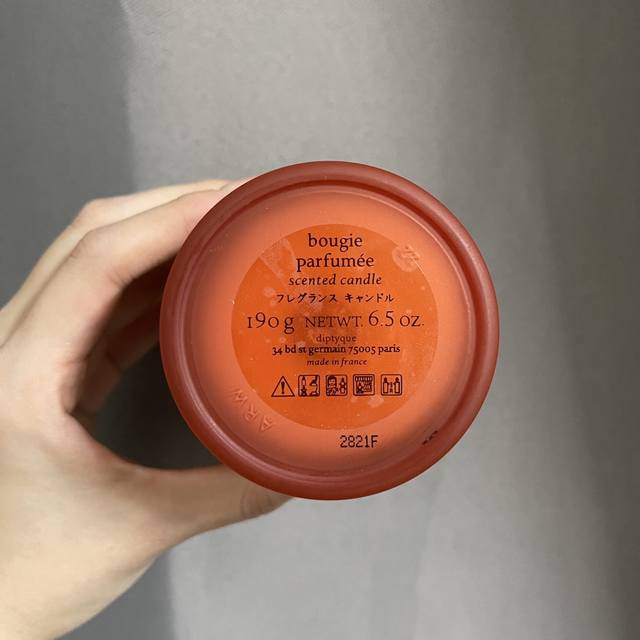 bougie
parfumée
scented candle
フレグランス キャンドル
190 g NETWT. 6.5 OZ.
diptyque
34 bd st germain 75005 paris
made in france
2821F